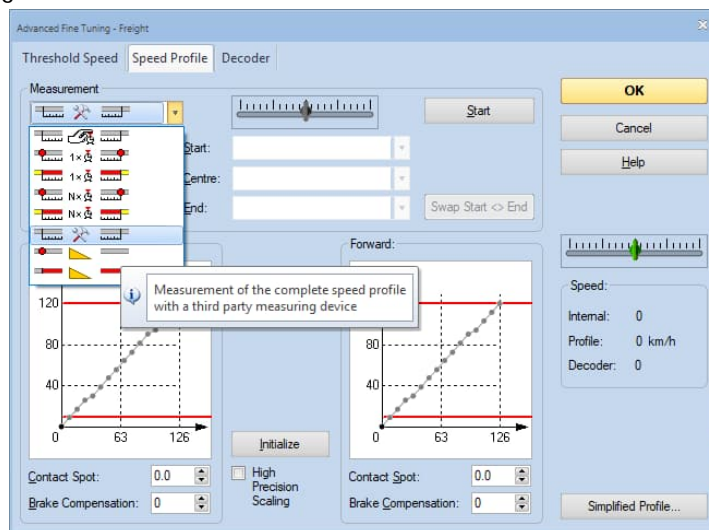 Advanced Fine Tuning - Freight
Threshold Speed Speed Profile Decoder
Measurement
Start
OK
Cancel
Help
1×
Start:
1×
Centre:
N×
End:
Swap Start <> End
N×
Forward:
Measurement of the complete speed profile
with a third party measuring device
120
80
40
0 63 126
80
40
0 63 126
Initialize
High
Precision
Scaling
Contact Spot: 0.0
Brake Compensation: 0
Contact Spot: 0.0
Brake Compensation: 0
Speed:
Internal: 0
Profile: 0 km/h
Decoder: 0
Simplified Profile...